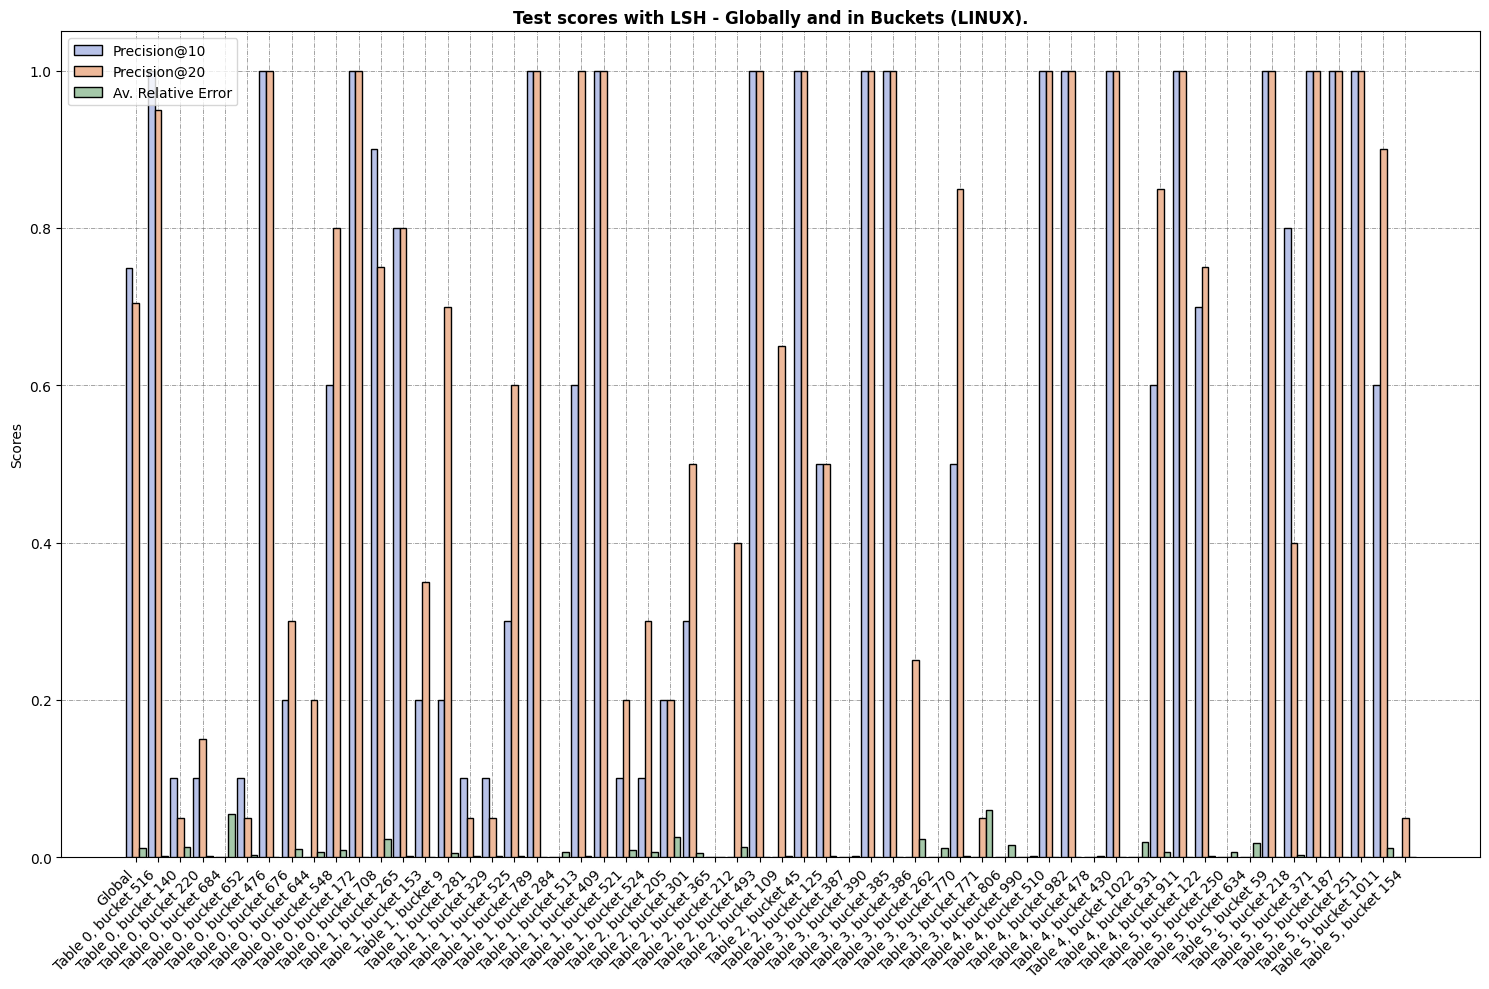 Test scores with LSH - Globally and in Buckets (LINUX).
Precision@10
Precision@20
Av. Relative Error
Scores
1.0
0.8
0.6
0.4
0.2
0.0
Global
Table 0, bucket 516
Table 0, bucket 140
Table 0, bucket 220
Table 0, bucket 684
Table 0, bucket 652
Table 0, bucket 476
Table 0, bucket 676
Table 0, bucket 644
Table 0, bucket 548
Table 0, bucket 172
Table 0, bucket 708
Table 0, bucket 265
Table 1, bucket 153
Table 1, bucket 9
Table 1, bucket 281
Table 1, bucket 329
Table 1, bucket 525
Table 1, bucket 789
Table 1, bucket 284
Table 1, bucket 513
Table 1, bucket 409
Table 1, bucket 521
Table 1, bucket 524
Table 2, bucket 205
Table 2, bucket 301
Table 2, bucket 365
Table 2, bucket 212
Table 2, bucket 493
Table 2, bucket 109
Table 2, bucket 45
Table 2, bucket 125
Table 3, bucket 387
Table 3, bucket 390
Table 3, bucket 385
Table 3, bucket 386
Table 3, bucket 262
Table 3, bucket 770
Table 3, bucket 771
Table 3, bucket 806
Table 4, bucket 990
Table 4, bucket 510
Table 4, bucket 982
Table 4, bucket 478
Table 4, bucket 430
Table 4, bucket 1022
Table 4, bucket 931
Table 4, bucket 911
Table 5, bucket 122
Table 5, bucket 250
Table 5, bucket 634
Table 5, bucket 59
Table 5, bucket 218
Table 5, bucket 371
Table 5, bucket 187
Table 5, bucket 251
Table 5, bucket 1011
Table 5, bucket 154